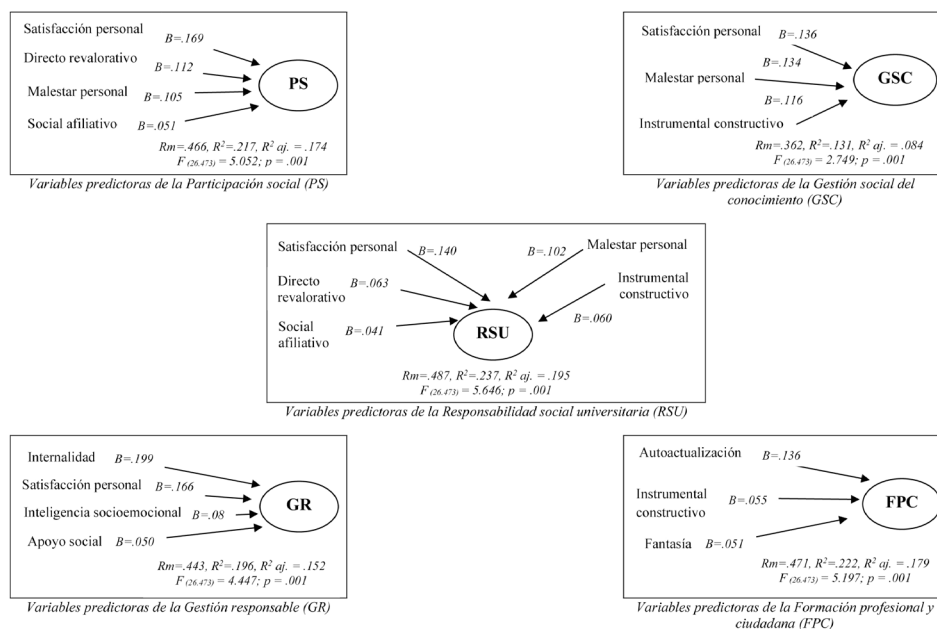 Satisfacción personal
B=.169
Directo revalorativo
B=.112
Malestar personal
B=.105
Social afiliativo
B=.051
PS
Rm=.466, R²=.217, R² aj. = .174
F (26.473) = 5.052; p = .001
Variables predictoras de la Participación social (PS)
Satisfacción personal
B=.136
B=.134
Malestar personal
B=.116
Instrumental constructivo
GSC
Rm=.362, R²=.131, R² aj. = .084
F (26.473) = 2.749; p = .001
Variables predictoras de la Gestión social del
conocimiento (GSC)
Satisfacción personal
B=.140
Directo
revalorativo
B=.063
Social
afiliativo
B=.041
Malestar personal
B=.102
Instrumental
constructivo
B=.060
RSU
Rm=.487, R²=.237, R² aj. = .195
F (26.473) = 5.646; p = .001
Variables predictoras de la Responsabilidad social universitaria (RSU)
Internalidad
B=.199
Satisfacción personal
B=.166
Inteligencia socioemocional
B=.08
Apoyo social
B=.050
GR
Rm=.443, R²=.196, R² aj. = .152
F (26.473) = 4.447; p = .001
Variables predictoras de la Gestión responsable (GR)
Autoactualización
B=.136
Instrumental
constructivo
B=.055
Fantasía
B=.051
FPC
Rm=.471, R²=.222, R² aj. = .179
F (26.473) = 5.197; p = .001
Variables predictoras de la Formación profesional y
ciudadana (FPC)